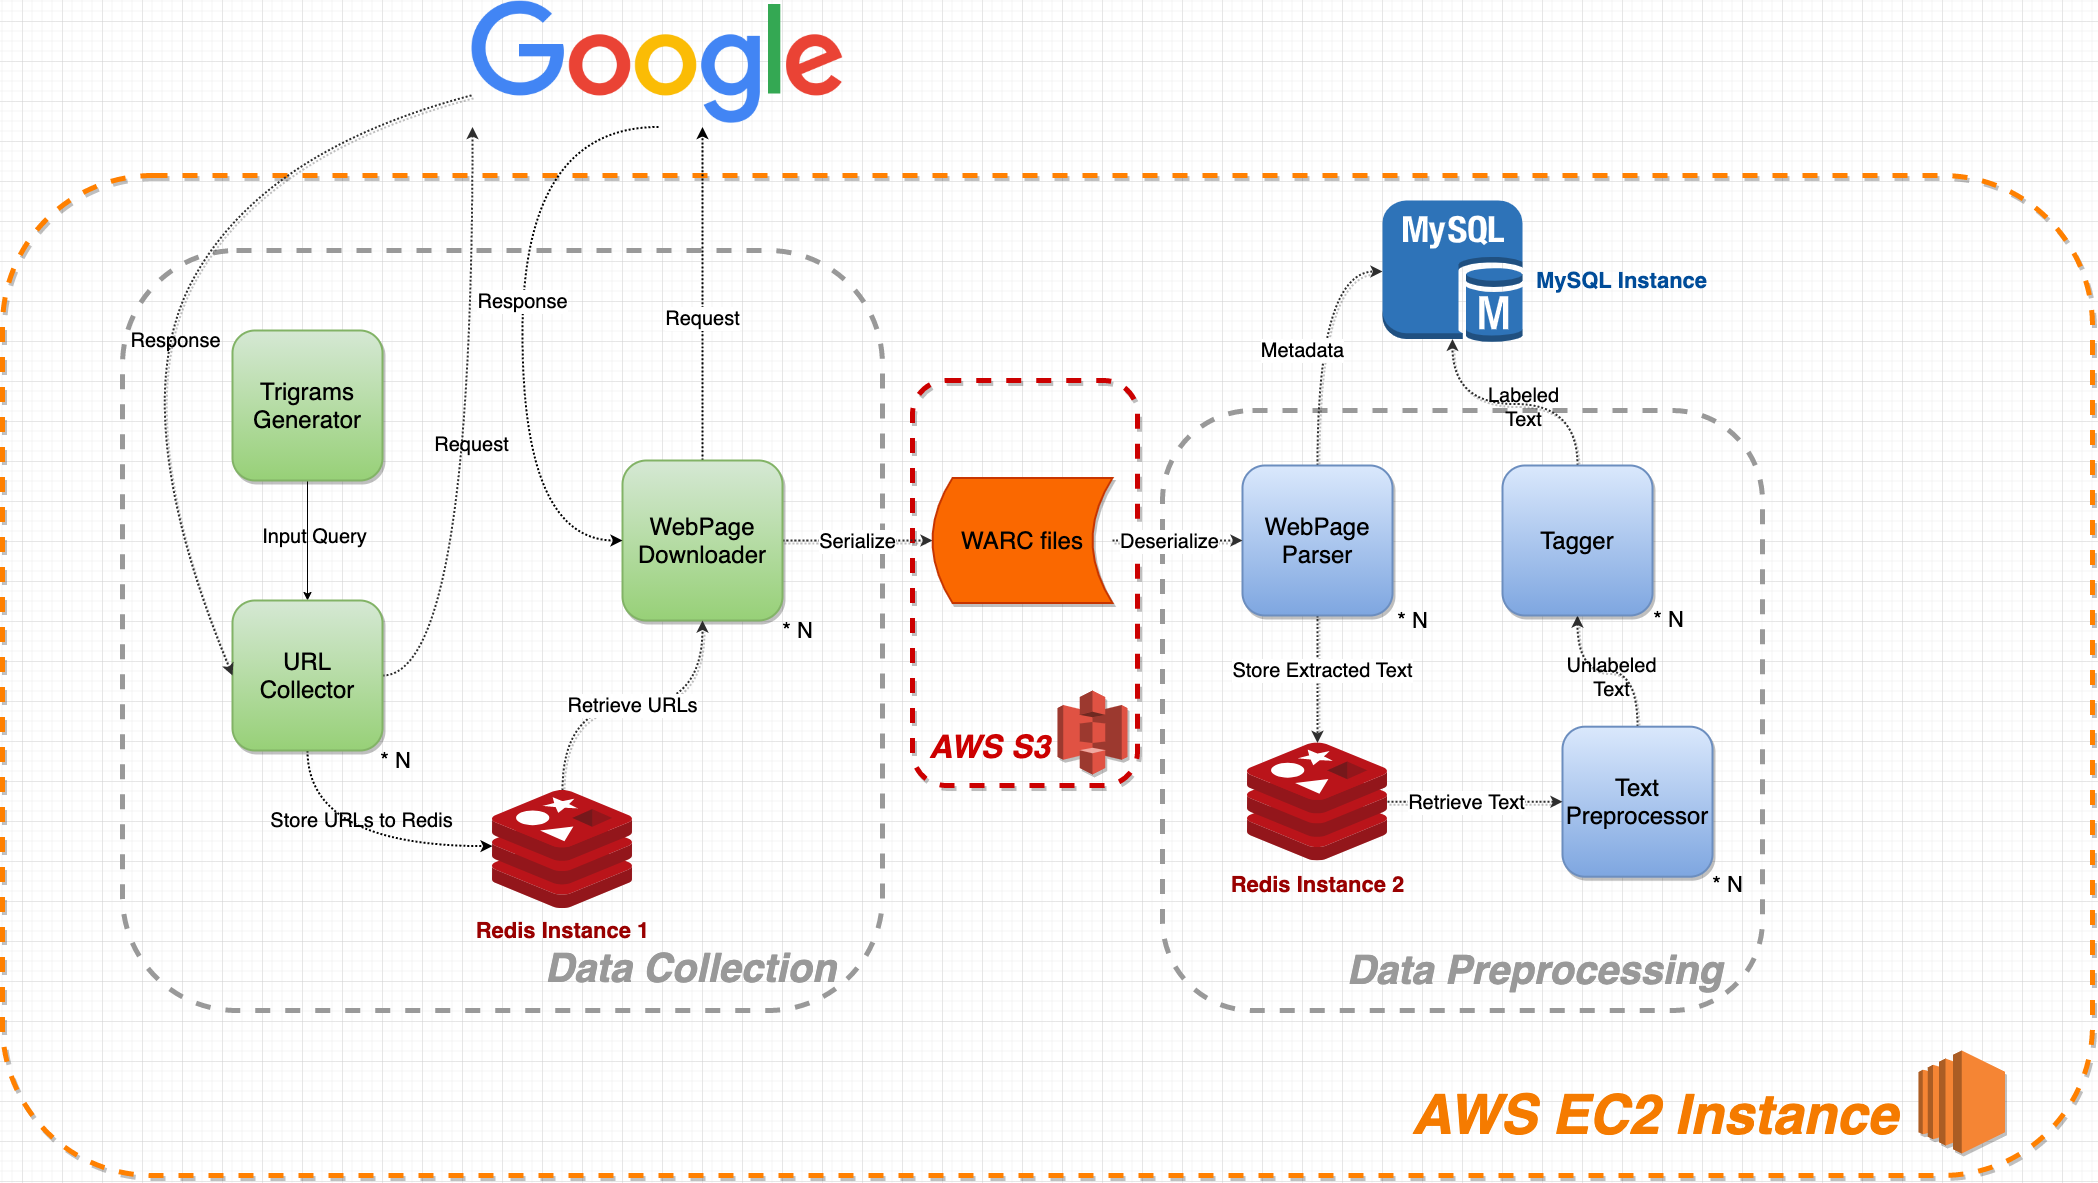 Google
Response
Request
Response
Request
Trigrams
Generator
Input Query
URL
Collector
* N
Store URLs to Redis
Redis Instance 1
Retrieve URLs
WebPage
Downloader
* N
Data Collection
Serialize
WARC files
AWS S3
Deserialize
MySQL
M
MySQL Instance
Metadata
Labeled
Text
WebPage
Parser
* N
Tagger
* N
Store Extracted Text
Unlabeled
Text
Redis Instance 2
Retrieve Text
Text
Preprocessor
* N
Data Preprocessing
AWS EC2 Instance